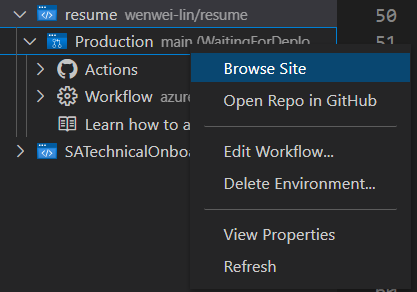 resume wenwei-lin/resume
50
Production main /WaitingForDeplo
51
Actions
Browse Site
Workflow azure
Open Repo in GitHub
Learn how to a
Edit Workflow...
SATechnicalOnboa
Delete Environment...
View Properties
Refresh